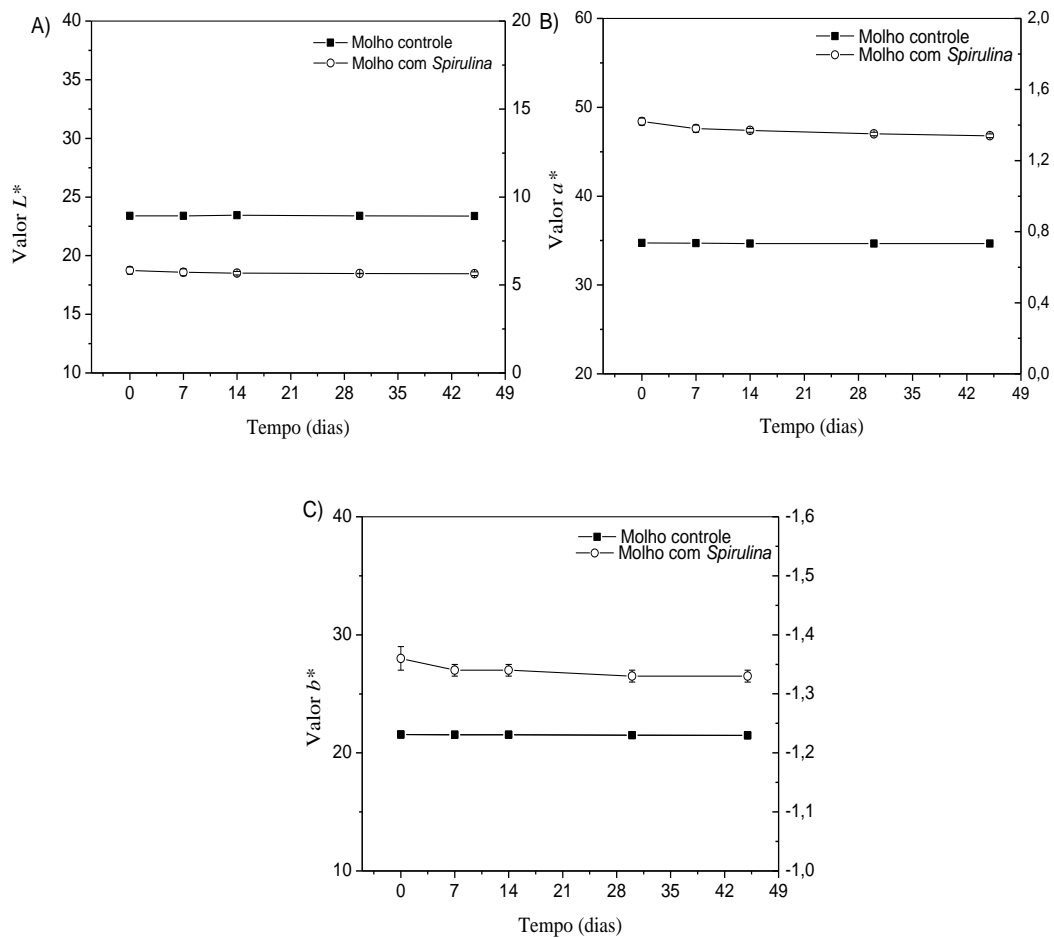 A)
Molho controle
Molho com Spirulina
40
35
30
25
20
15
10
20
15
10
5
0
Valor L*
0 7 14 21 28 35 42 49
Tempo (dias)
B)
Molho controle
Molho com Spirulina
60
50
40
30
20
2,0
1,6
1,2
0,8
0,4
0,0
Valor a*
0 7 14 21 28 35 42 49
Tempo (dias)
C)
Molho controle
Molho com Spirulina
40
30
20
10
-1,6
-1,5
-1,4
-1,3
-1,2
-1,1
-1,0
Valor b*
0 7 14 21 28 35 42 49
Tempo (dias)